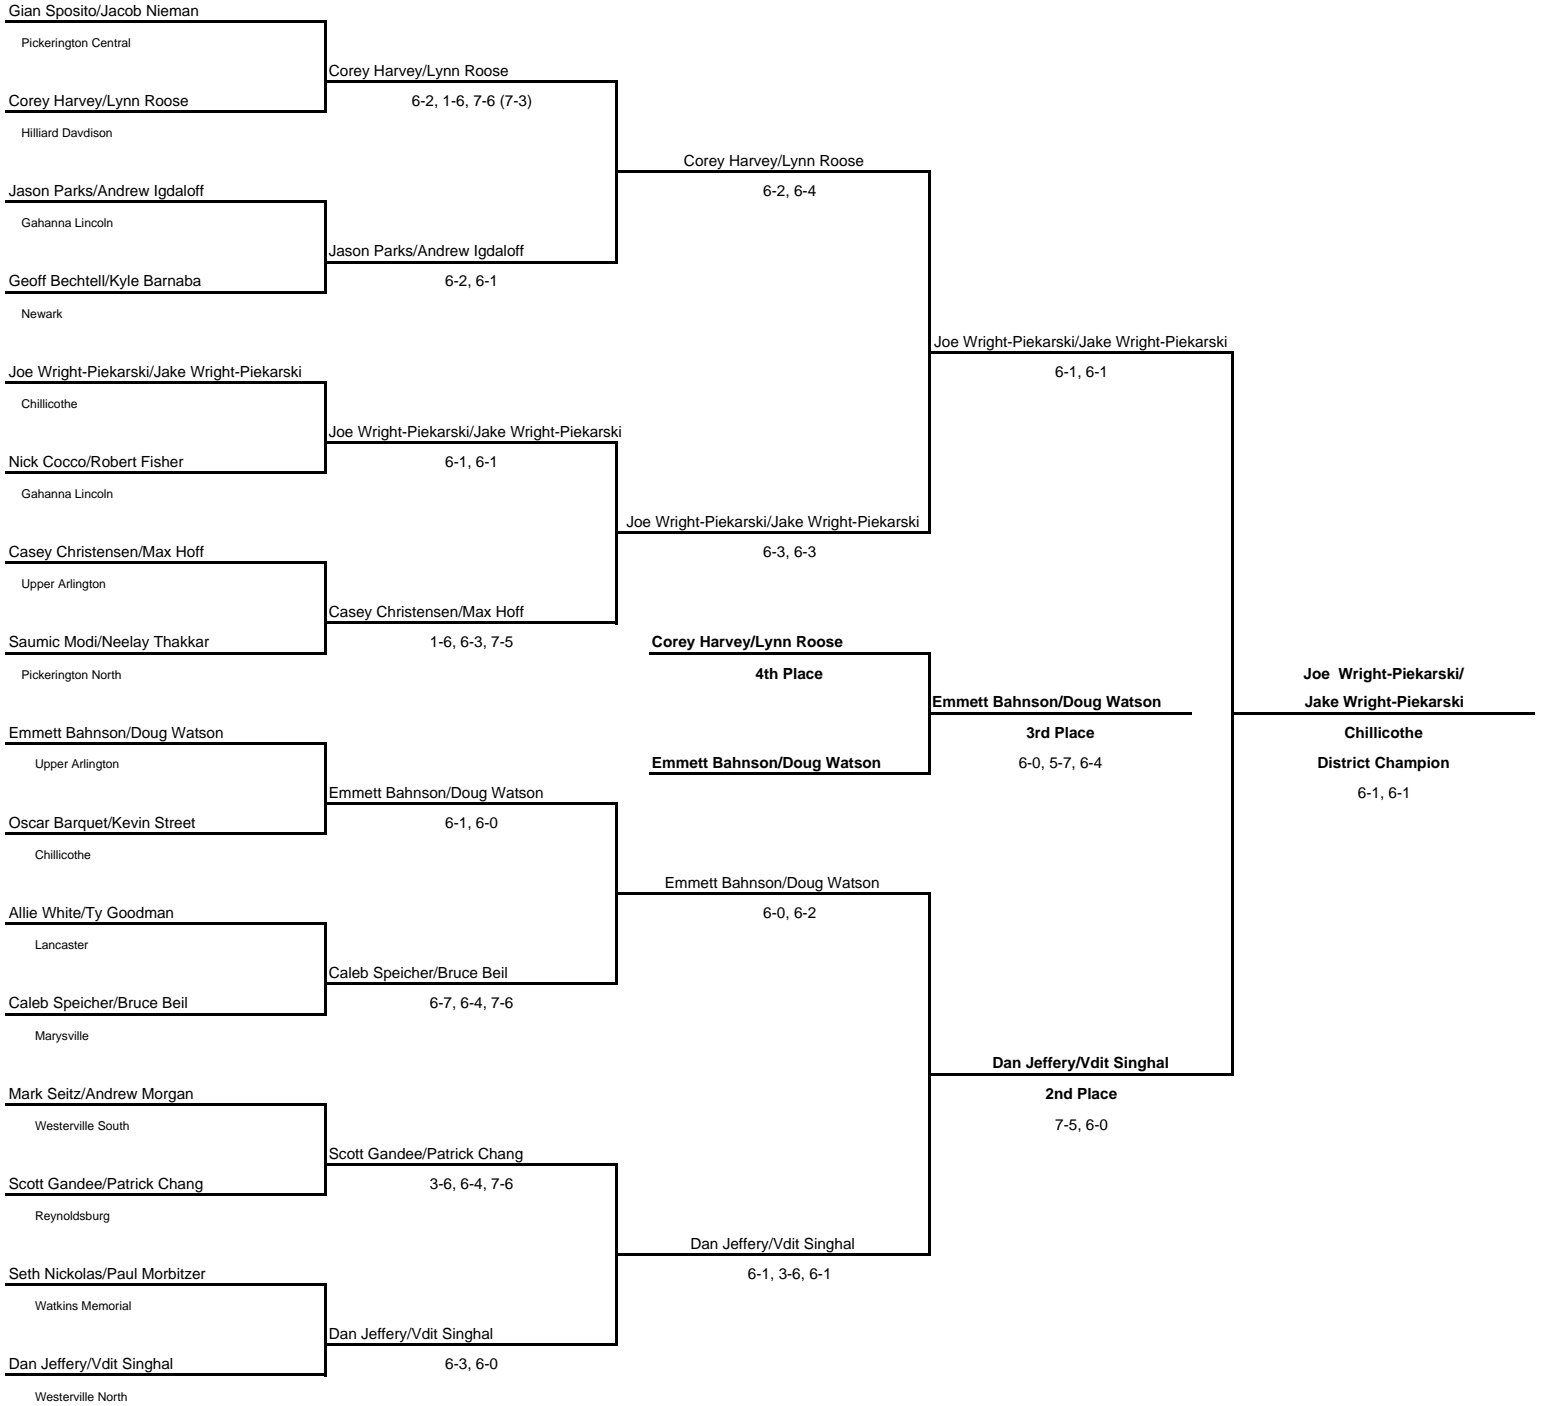 Gian Sposito/Jacob Nieman
Pickerington Central
Corey Harvey/Lynn Roose
Corey Harvey/Lynn Roose
6-2, 1-6, 7-6 (7-3)
Hilliard Davdison
Corey Harvey/Lynn Roose
Jason Parks/Andrew Igdaloff
6-2, 6-4
Gahanna Lincoln
Jason Parks/Andrew Igdaloff
Geoff Bechtell/Kyle Barnaba
6-2, 6-1
Newark
Joe Wright-Piekarski/Jake Wright-Piekarski
Joe Wright-Piekarski/Jake Wright-Piekarski
6-1, 6-1
Chillicothe
Joe Wright-Piekarski/Jake Wright-Piekarski
Nick Cocco/Robert Fisher
6-1, 6-1
Gahanna Lincoln
Joe Wright-Piekarski/Jake Wright-Piekarski
Casey Christensen/Max Hoff
6-3, 6-3
Upper Arlington
Casey Christensen/Max Hoff
Saumic Modi/Neelay Thakkar
1-6, 6-3, 7-5
Corey Harvey/Lynn Roose
Pickerington North
4th Place
Joe  Wright-Piekarski/
Emmett Bahnson/Doug Watson
Jake Wright-Piekarski
Emmett Bahnson/Doug Watson
3rd Place
Chillicothe
Upper Arlington
Emmett Bahnson/Doug Watson
6-0, 5-7, 6-4
District Champion
Emmett Bahnson/Doug Watson
6-1, 6-1
Oscar Barquet/Kevin Street
6-1, 6-0
Chillicothe
Emmett Bahnson/Doug Watson
Allie White/Ty Goodman
6-0, 6-2
Lancaster
Caleb Speicher/Bruce Beil
Caleb Speicher/Bruce Beil
6-7, 6-4, 7-6
Marysville
Dan Jeffery/Vdit Singhal
Mark Seitz/Andrew Morgan
2nd Place
Westerville South
7-5, 6-0
Scott Gandee/Patrick Chang
Scott Gandee/Patrick Chang
3-6, 6-4, 7-6
Reynoldsburg
Dan Jeffery/Vdit Singhal
Seth Nickolas/Paul Morbitzer
6-1, 3-6, 6-1
Watkins Memorial
Dan Jeffery/Vdit Singhal
Dan Jeffery/Vdit Singhal
6-3, 6-0
Westerville North